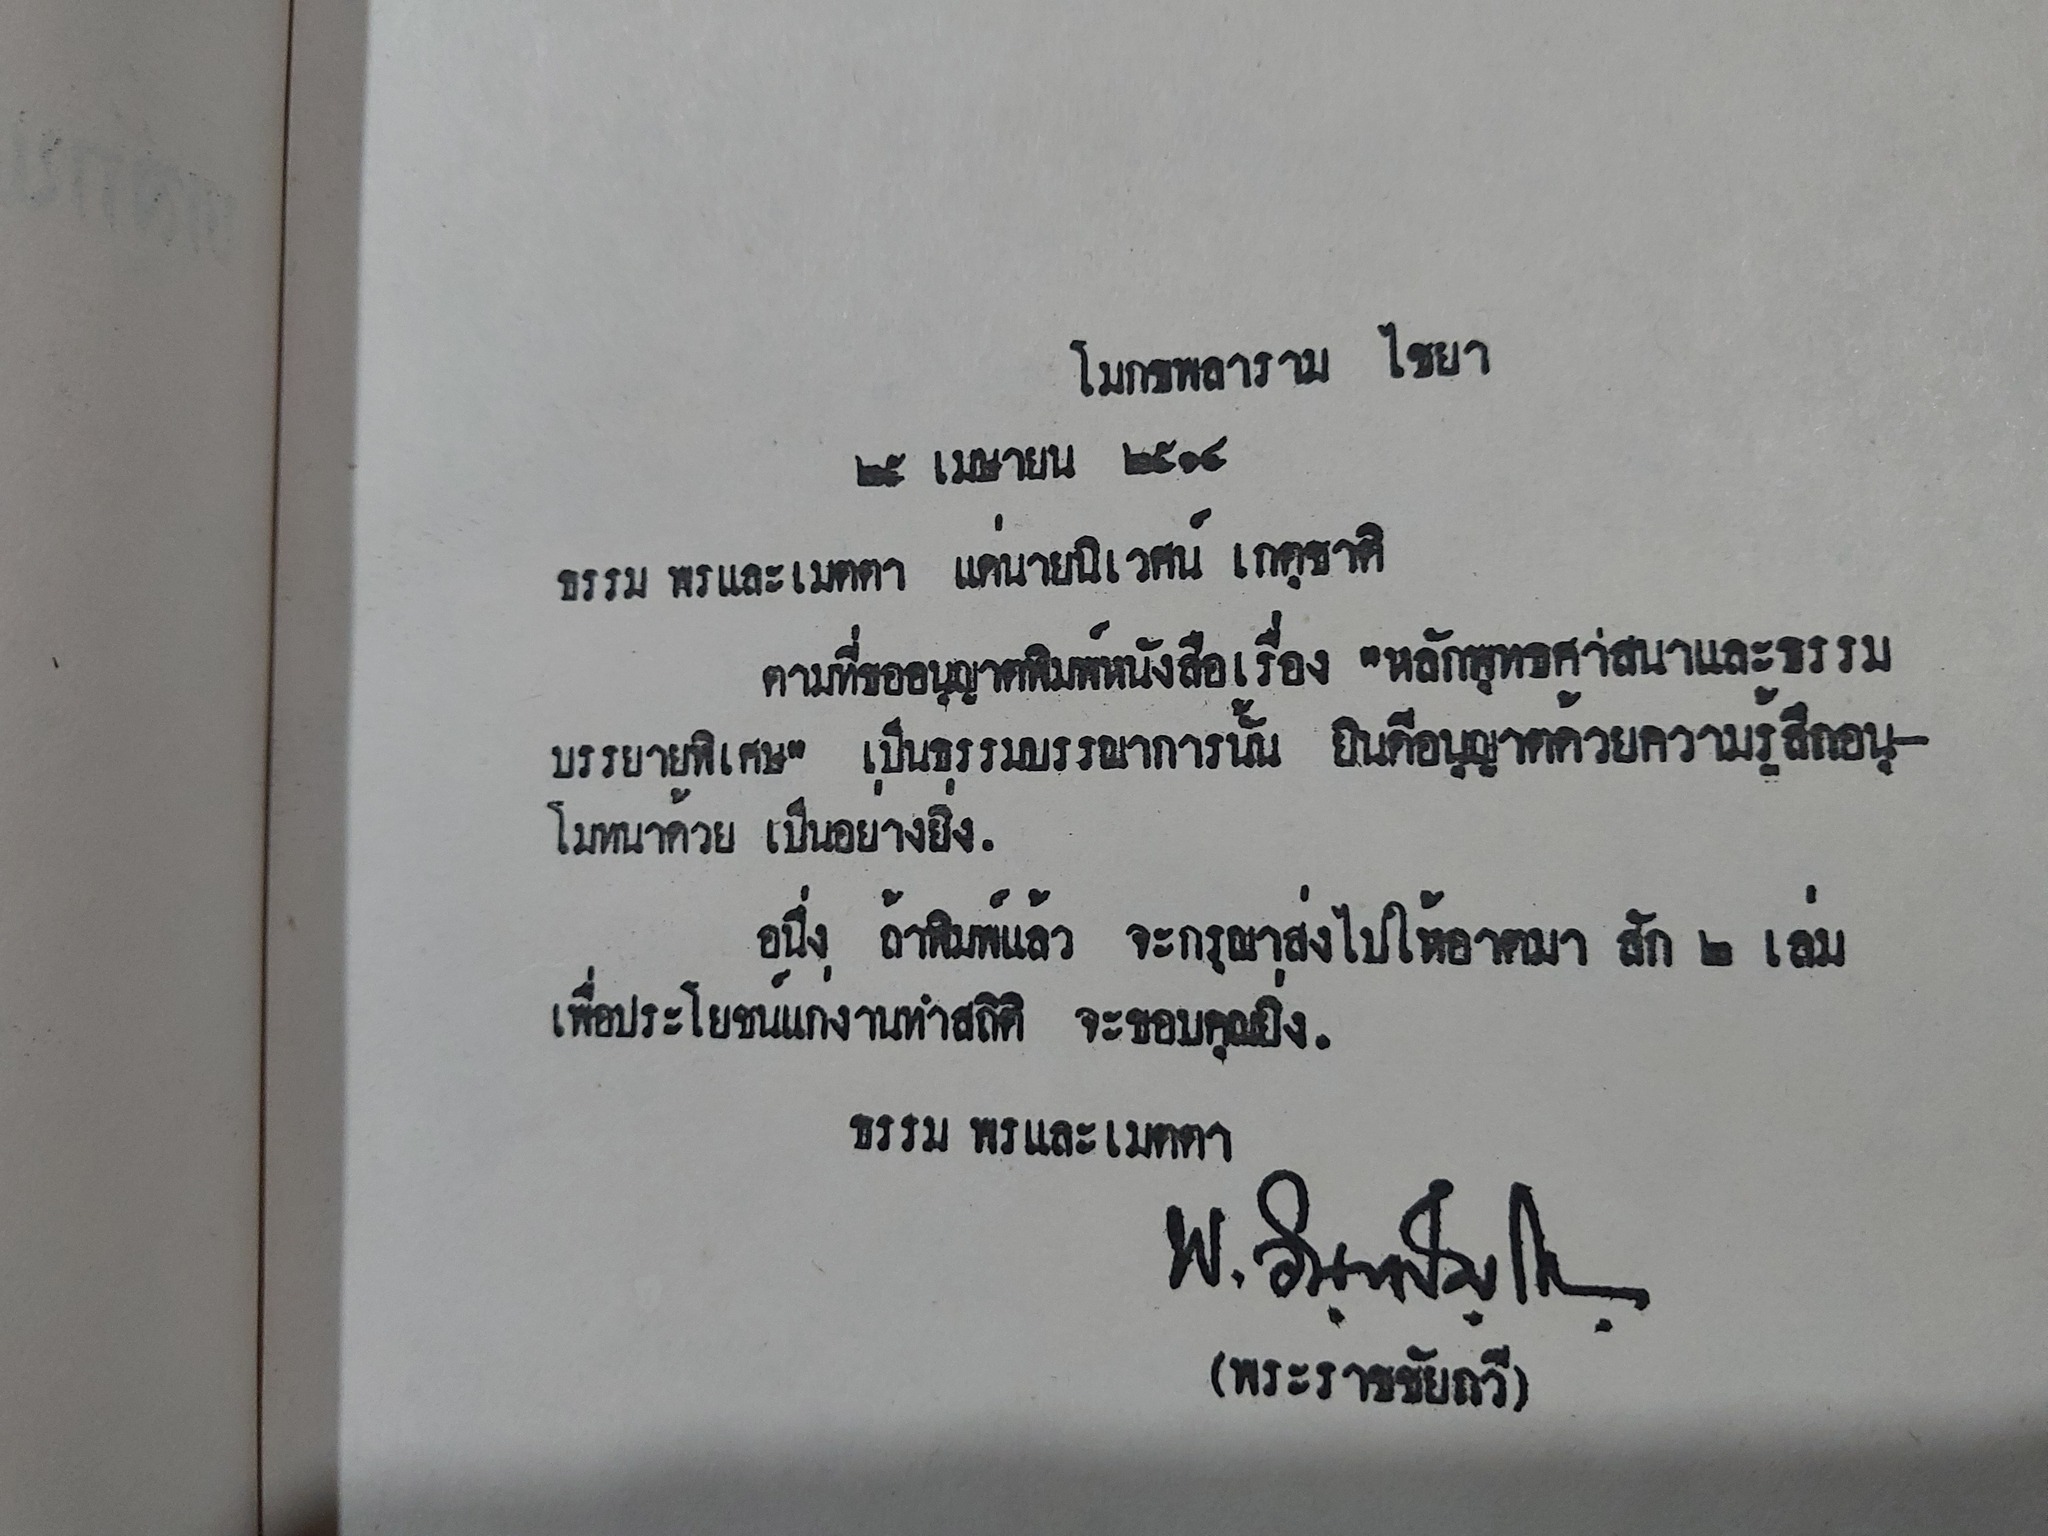 โมกขพลาราม ไชยา
๒๕ เมษายน ๒๕๑๔
ธรรม พรและเมตตา แด่นายนิเวศน์ เกตุชาติ
ตามที่ขออนุญาตพิมพ์หนังสือเรื่อง "หลักพุทธศาสนาและธรรม
บรรยายพิเศษ" เป็นธรรมบรรณาการนั้น ยินดีอนุญาตด้วยความรู้สึกอนุ-
โมทนาด้วย เป็นอย่างยิ่ง.
อนึ่ง ถ้าพิมพ์แล้ว จะกรุณาส่งไปให้อาตมา สัก ๒ เล่ม
เพื่อประโยชน์แก่งานทำสถิติ จะขอบคุณยิ่ง.
ธรรม พรและเมตตา
พ. อินฺทปญฺโญ
(พระราชชัยกวี)